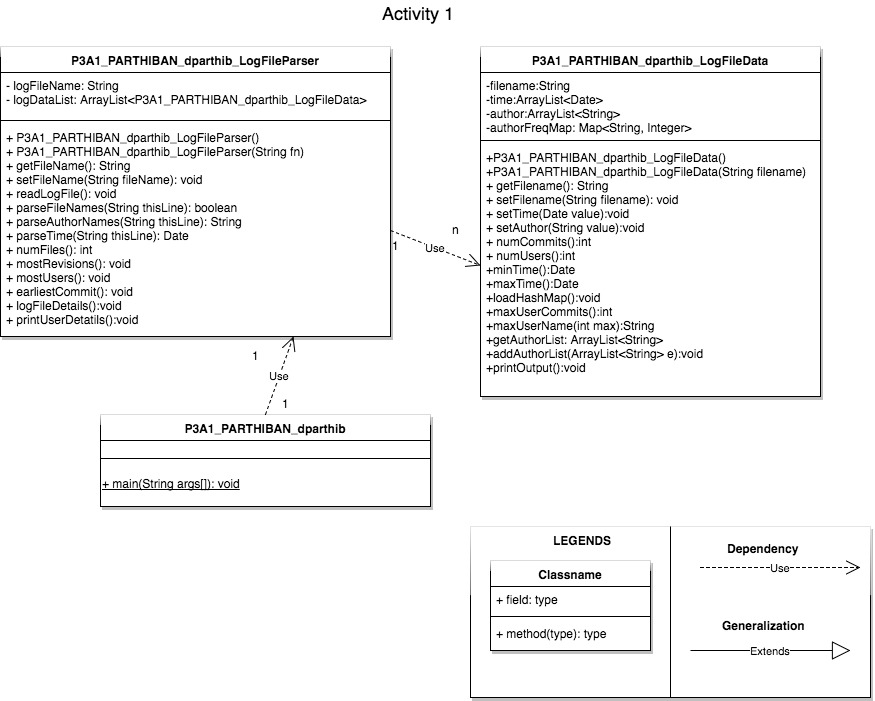 Activity 1
P3A1_PARTHIBAN_dparthib_LogFileParser
- logFileName: String
- logDataList: ArrayList<P3A1_PARTHIBAN_dparthib_LogFileData>
+ P3A1_PARTHIBAN_dparthib_LogFileParser()
+ P3A1_PARTHIBAN_dparthib_LogFileParser(String fn)
+ getFileName(): String
+ setFileName(String fileName): void
+ readLogFile(): void
+ parseFileNames(String thisLine): boolean
+ parseAuthorNames(String thisLine): String
+ parseTime(String thisLine): Date
+ numFiles(): int
+ mostRevisions(): void
+ mostUsers(): void
+ earliestCommit(): void
+ logFileDetails():void
+ printUserDetatils():void
P3A1_PARTHIBAN_dparthib_LogFileData
-filename:String
-time:ArrayList<Date>
-author:ArrayList<String>
-authorFreqMap: Map<String, Integer>
+P3A1_PARTHIBAN_dparthib_LogFileData()
+P3A1_PARTHIBAN_dparthib_LogFileData(String filename)
+ getFilename(): String
+ setFilename(String filename): void
+ setTime(Date value):void
+ setAuthor(String value):void
+ numCommits():int
+ numUsers():int
+minTime():Date
+maxTime():Date
+loadHashMap():void
+maxUserCommits():int
+maxUserName(int max):String
+getAuthorList: ArrayList<String>
+addAuthorList(ArrayList<String> e):void
+printOutput():void
n
1
Use
1
Use
1
P3A1_PARTHIBAN_dparthib
+ main(String args[]): void
LEGENDS
Classname
+ field: type
+ method(type): type
Dependency
Use
Generalization
Extends